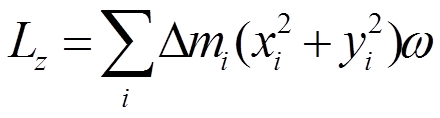 $L_z = \sum_i \Delta m_i (x_i^2 + y_i^2) \omega$